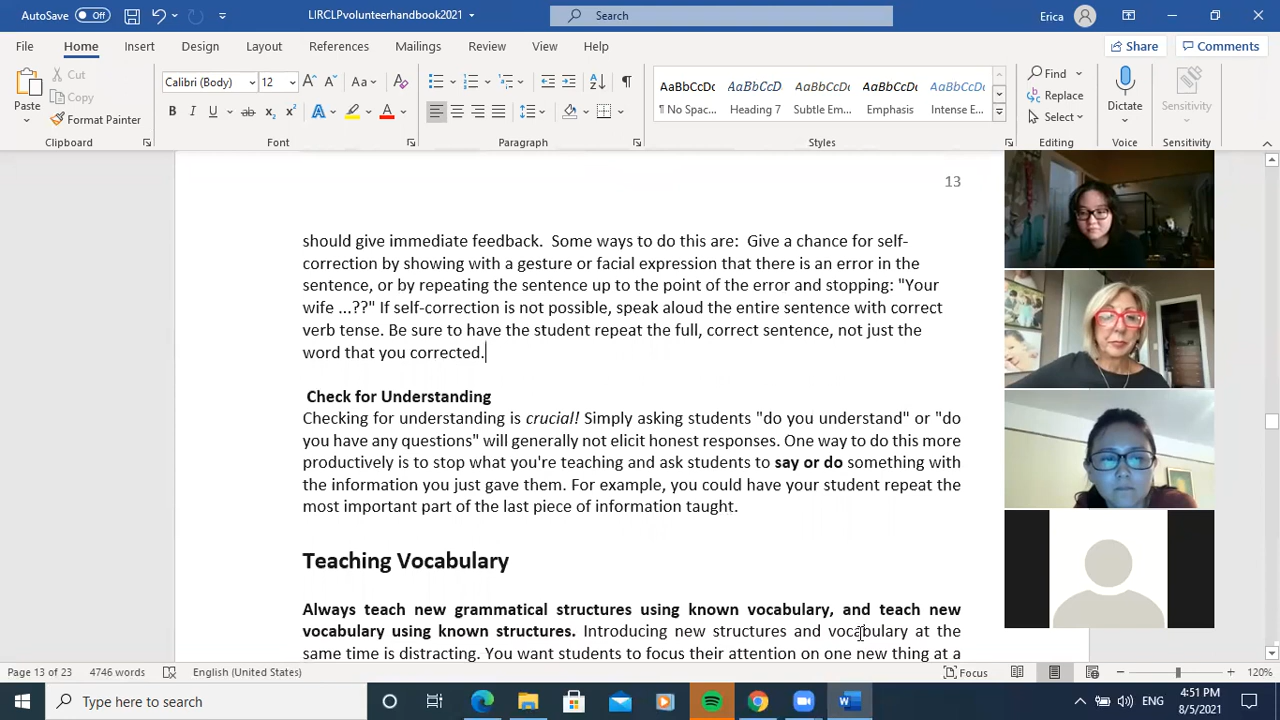 AutoSave Off LIRCLPvolunteerhandbook2021 Search Erica
File Home Insert Design Layout References Mailings Review View Help Share Comments
Paste Cut Copy Format Painter
Calibri (Body) 12 Aa
B I U ab x₂ x² A A
AaBbCcDc AaBbCcD AaBbCcDc AaBbCcDc AaBbCcDc
¶ No Spac... Heading 7 Subtle Em... Emphasis Intense E...
Find Replace Select Dictate Sensitivity
Clipboard Font Paragraph Styles Editing Voice Sensitivity
13
should give immediate feedback.  Some ways to do this are:  Give a chance for self-
correction by showing with a gesture or facial expression that there is an error in the
sentence, or by repeating the sentence up to the point of the error and stopping: "Your
wife ...??" If self-correction is not possible, speak aloud the entire sentence with correct
verb tense. Be sure to have the student repeat the full, correct sentence, not just the
word that you corrected.
Check for Understanding
Checking for understanding is crucial! Simply asking students "do you understand" or "do
you have any questions" will generally not elicit honest responses. One way to do this more
productively is to stop what you're teaching and ask students to say or do something with
the information you just gave them. For example, you could have your student repeat the
most important part of the last piece of information taught.
Teaching Vocabulary
Always teach new grammatical structures using known vocabulary, and teach new
vocabulary using known structures. Introducing new structures and vocabulary at the
same time is distracting. You want students to focus their attention on one new thing at a
Page 13 of 23 4746 words English (United States) Focus 120%
Type here to search ENG 4:51 PM
8/5/2021